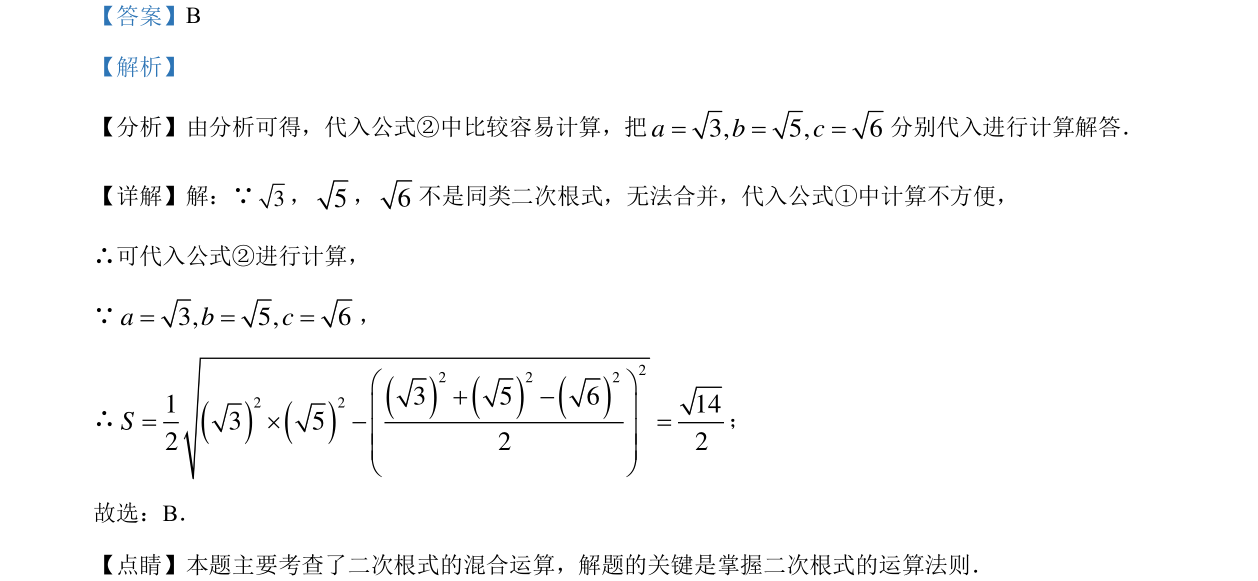 【答案】B
【解析】
【分析】由分析可得，代入公式②中比较容易计算，把 a = √3, b = √5, c = √6 分别代入进行计算解答．
【详解】解：∵ √3 ， √5 ， √6 不是同类二次根式，无法合并，代入公式①中计算不方便，
∴可代入公式②进行计算，
∵ a = √3, b = √5, c = √6 ，
∴ S = 1/2 √((√3)² × (√5)² − (((√3)² + (√5)² − (√6)²)/2)²) = √14/2 ；
故选：B．
【点睛】本题主要考查了二次根式的混合运算，解题的关键是掌握二次根式的运算法则．